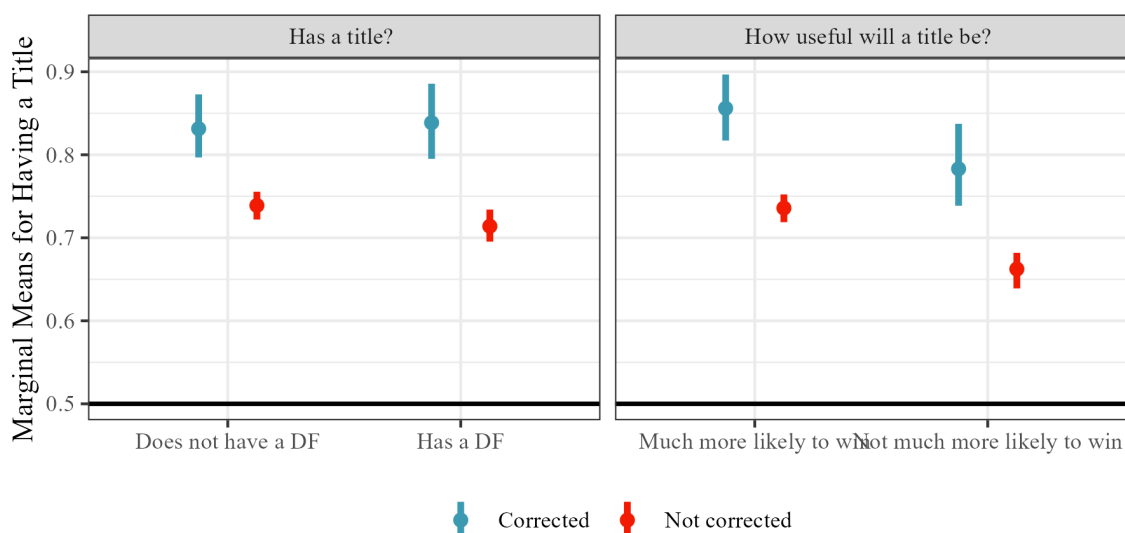 Has a title?
How useful will a title be?
Marginal Means for Having a Title
0.9
0.8
0.7
0.6
0.5
Does not have a DF
Has a DF
Much more likely to win
Not much more likely to win
Corrected
Not corrected